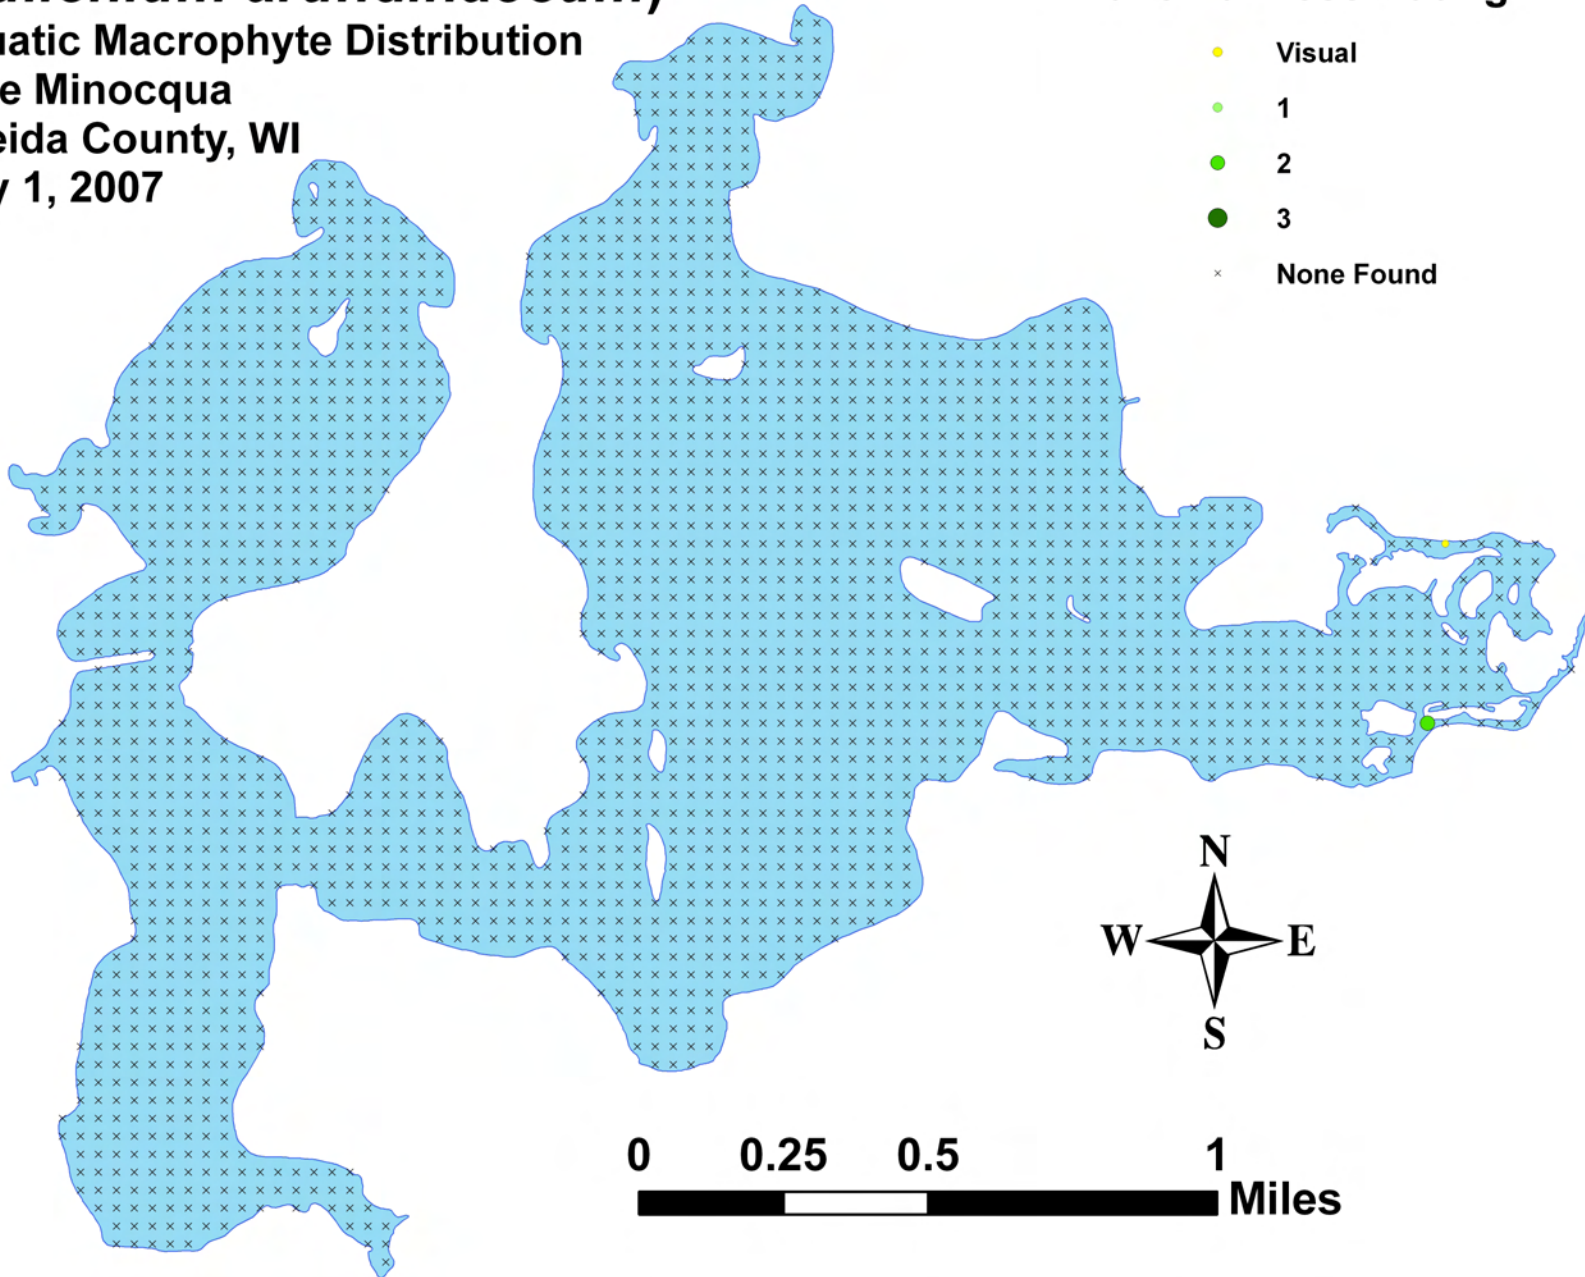 uatic Macrophyte Distribution
e Minocqua
eida County, WI
y 1, 2007
Visual
1
2
3
None Found
N
W E
S
0 0.25 0.5 1
Miles